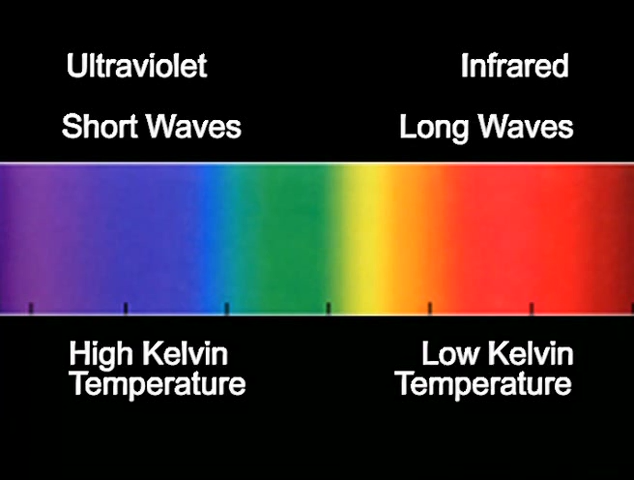 Ultraviolet
Infrared
Short Waves
Long Waves
High Kelvin
Temperature
Low Kelvin
Temperature